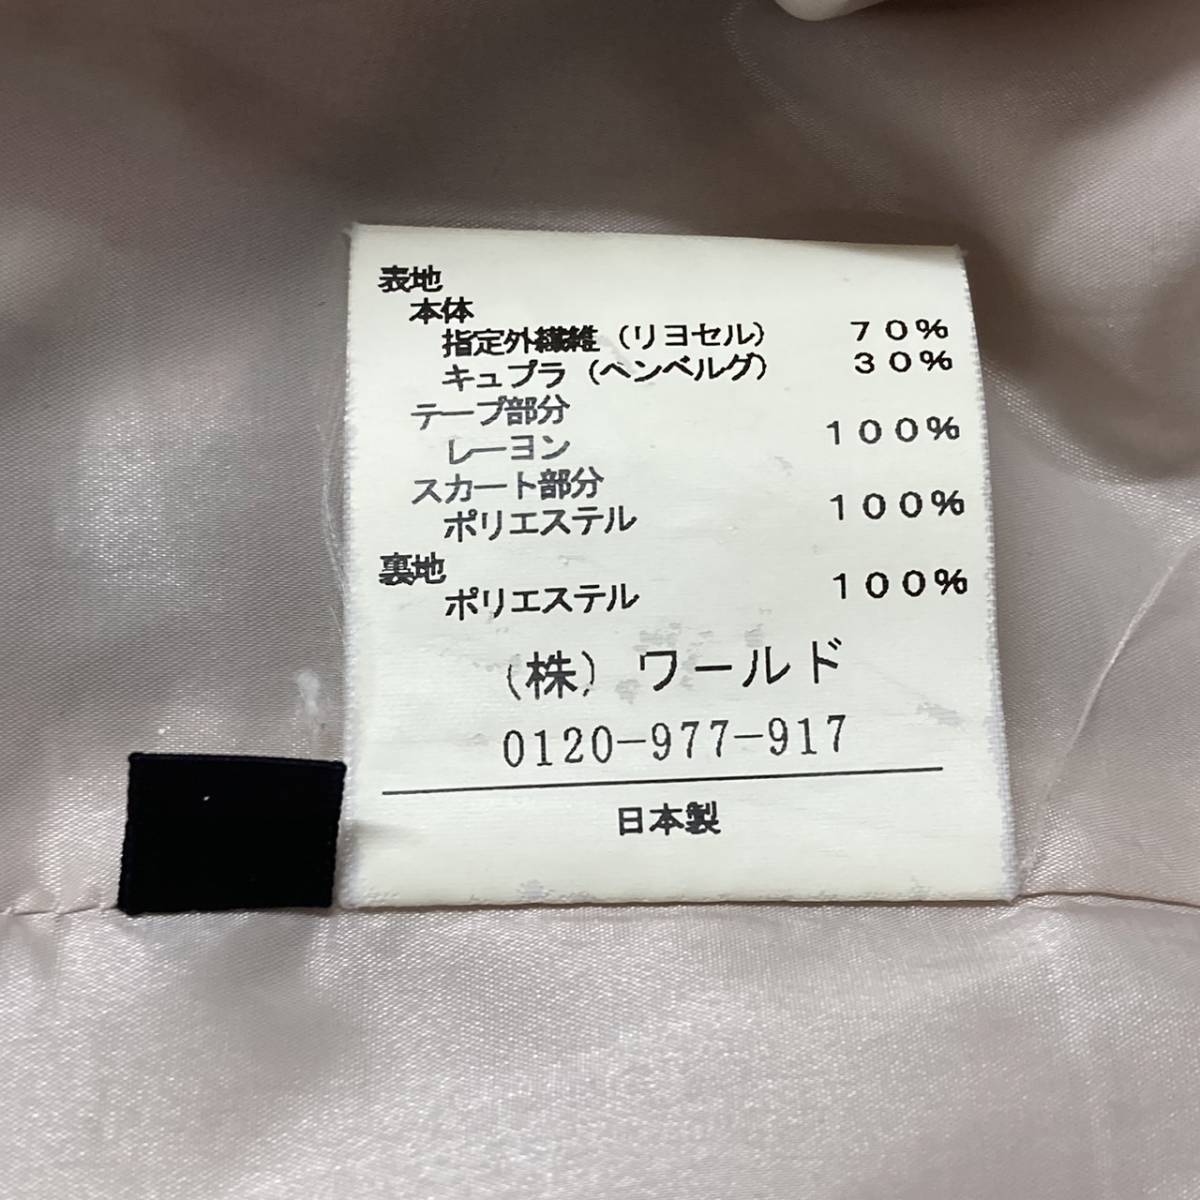 表地
本体
指定外繊維（リヨセル） 70%
キュプラ（ヘンベルグ） 30%
テープ部分
レーヨン 100%
スカート部分
ポリエステル 100%
裏地
ポリエステル 100%
（株）ワールド
0120-977-917
日本製